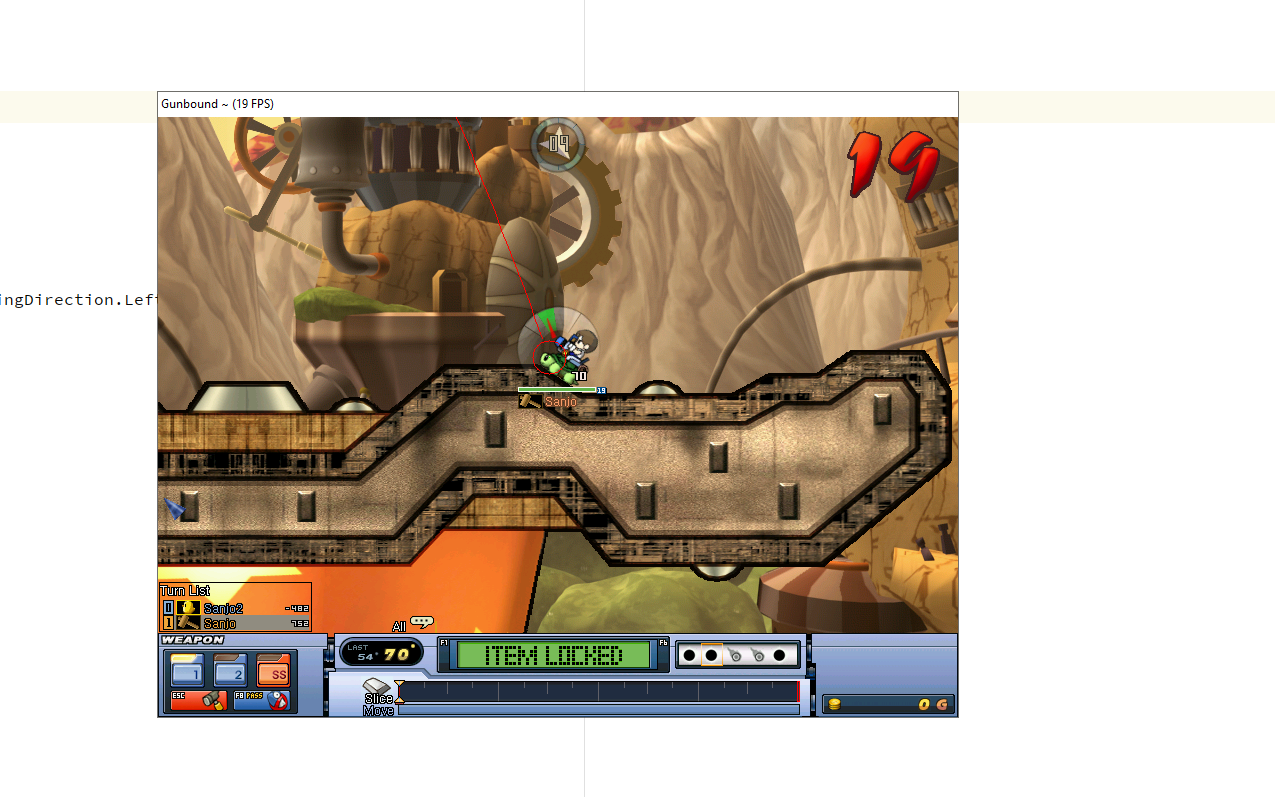 Gunbound ~ (19 FPS)
09
19
ingDirection.Left
70
19
Sanjo
Turn List
0 Sanjo2 -482
1 Sanjo 752
All
WEAPON
1 2 SS
ESC F8 PASS
LAST
54° 70°
F1 ITEM LOCKED F6
Slice
Move
0 G